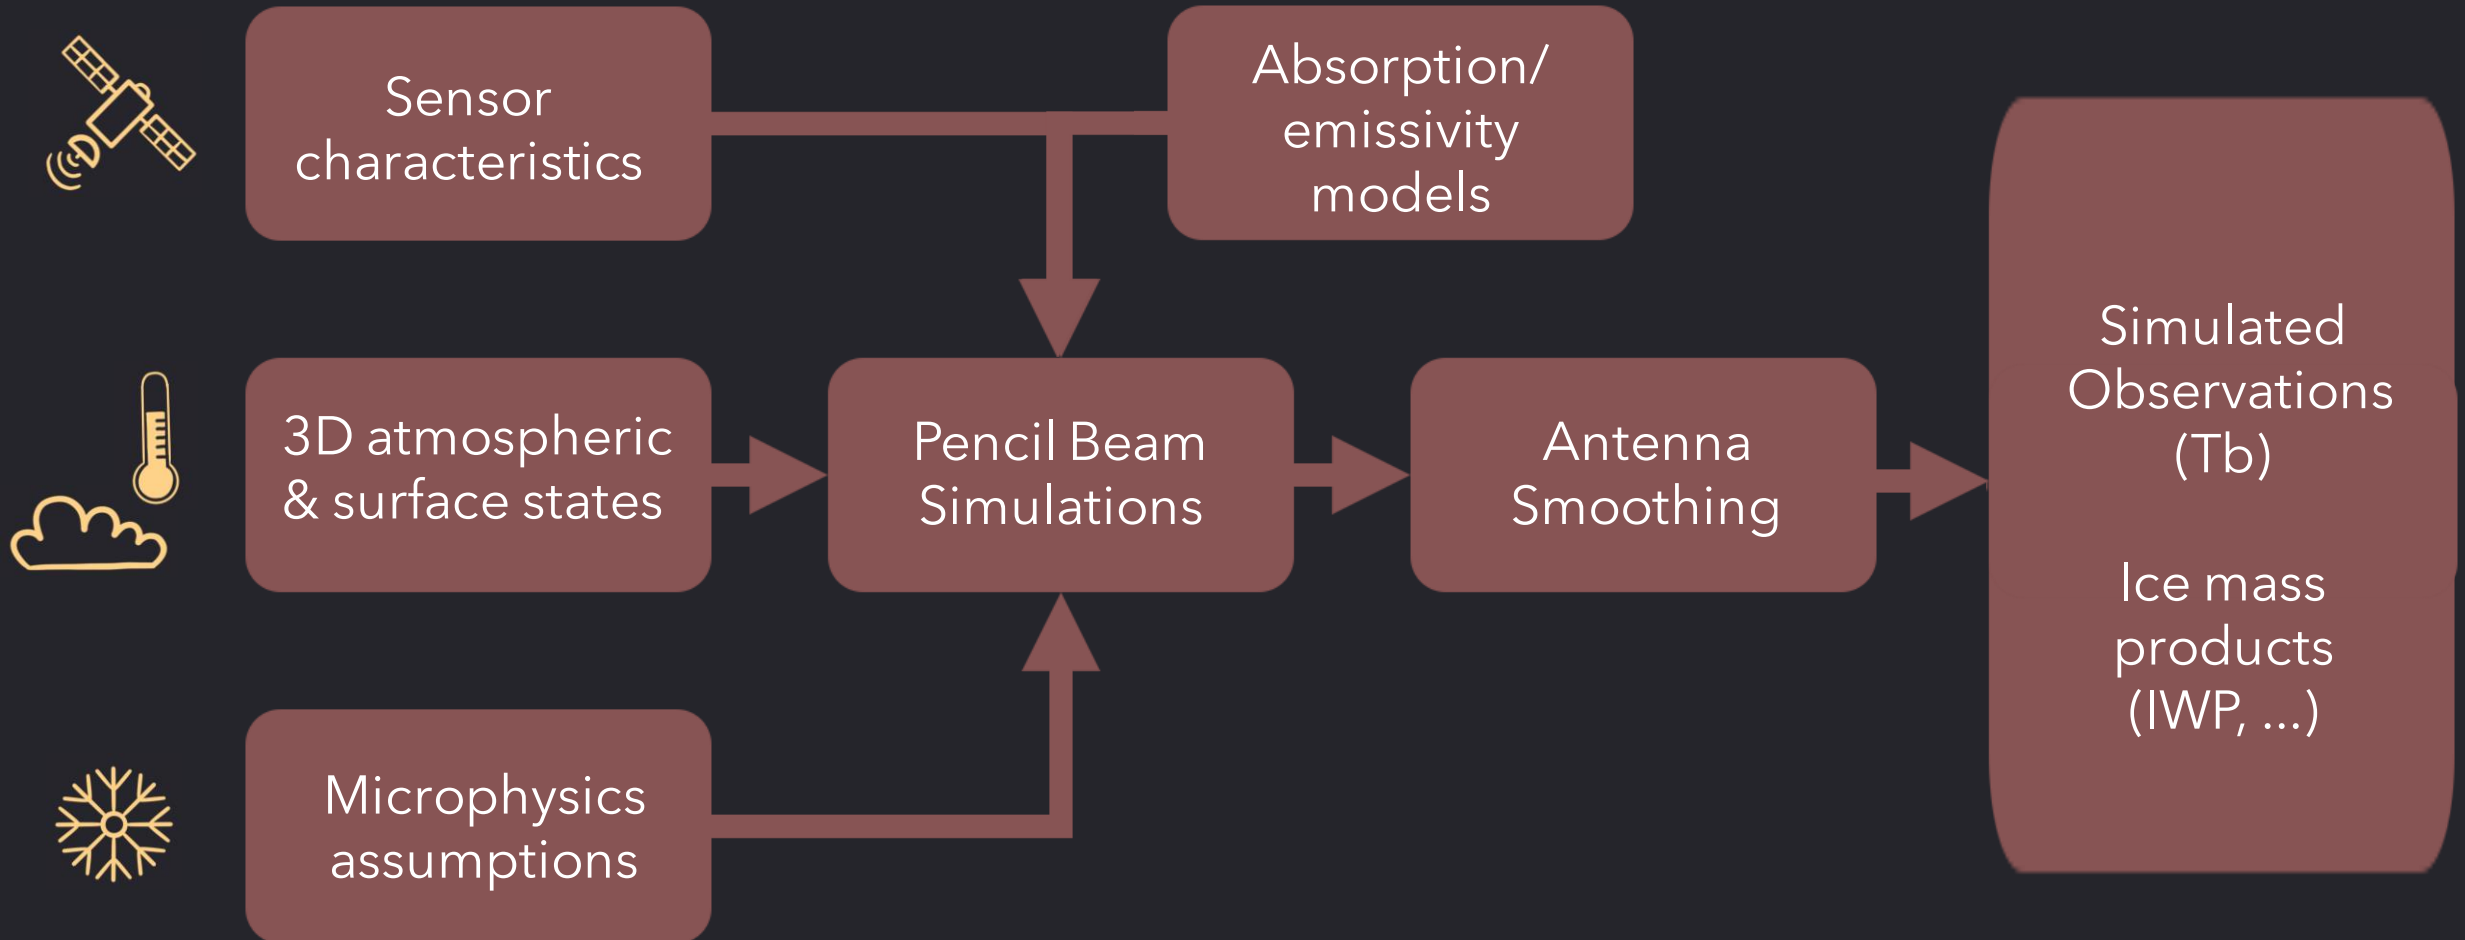 Sensor
characteristics
Absorption/
emissivity
models
3D atmospheric
& surface states
Pencil Beam
Simulations
Antenna
Smoothing
Simulated
Observations
(Tb)
Ice mass
products
(IWP, ...)
Microphysics
assumptions